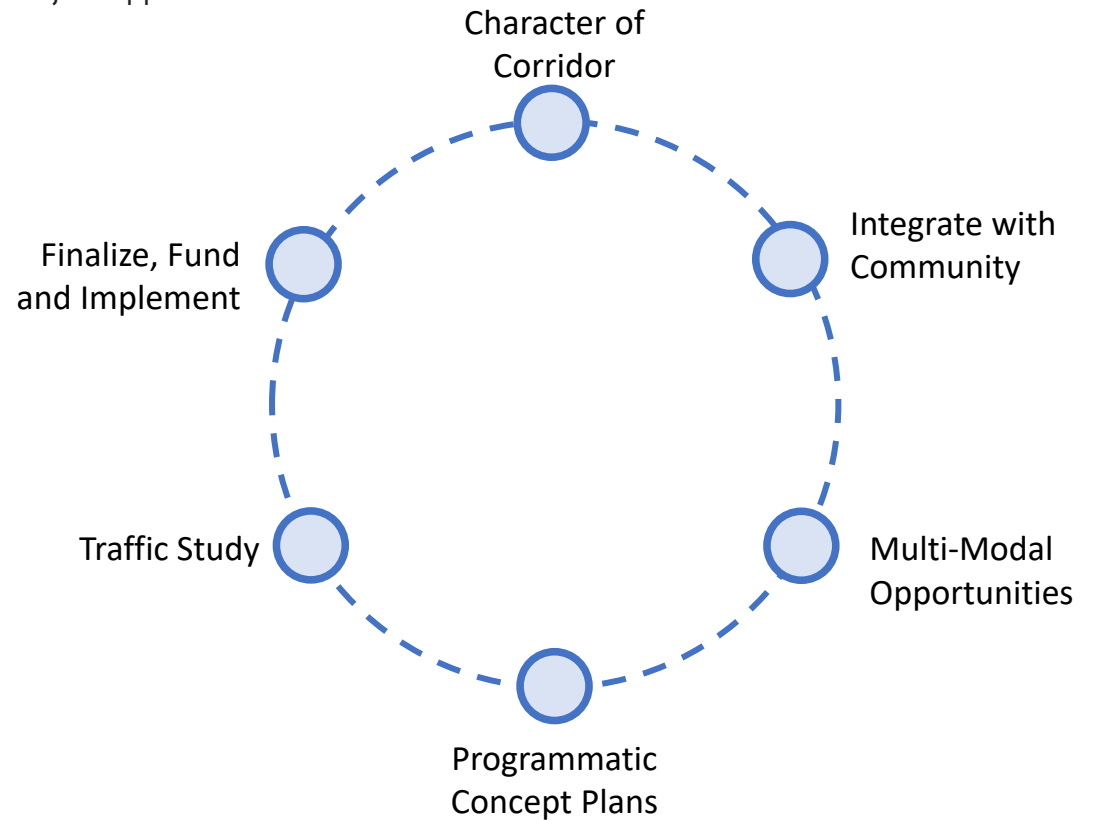 Character of
Corridor
Integrate with
Community
Multi-Modal
Opportunities
Programmatic
Concept Plans
Traffic Study
Finalize, Fund
and Implement